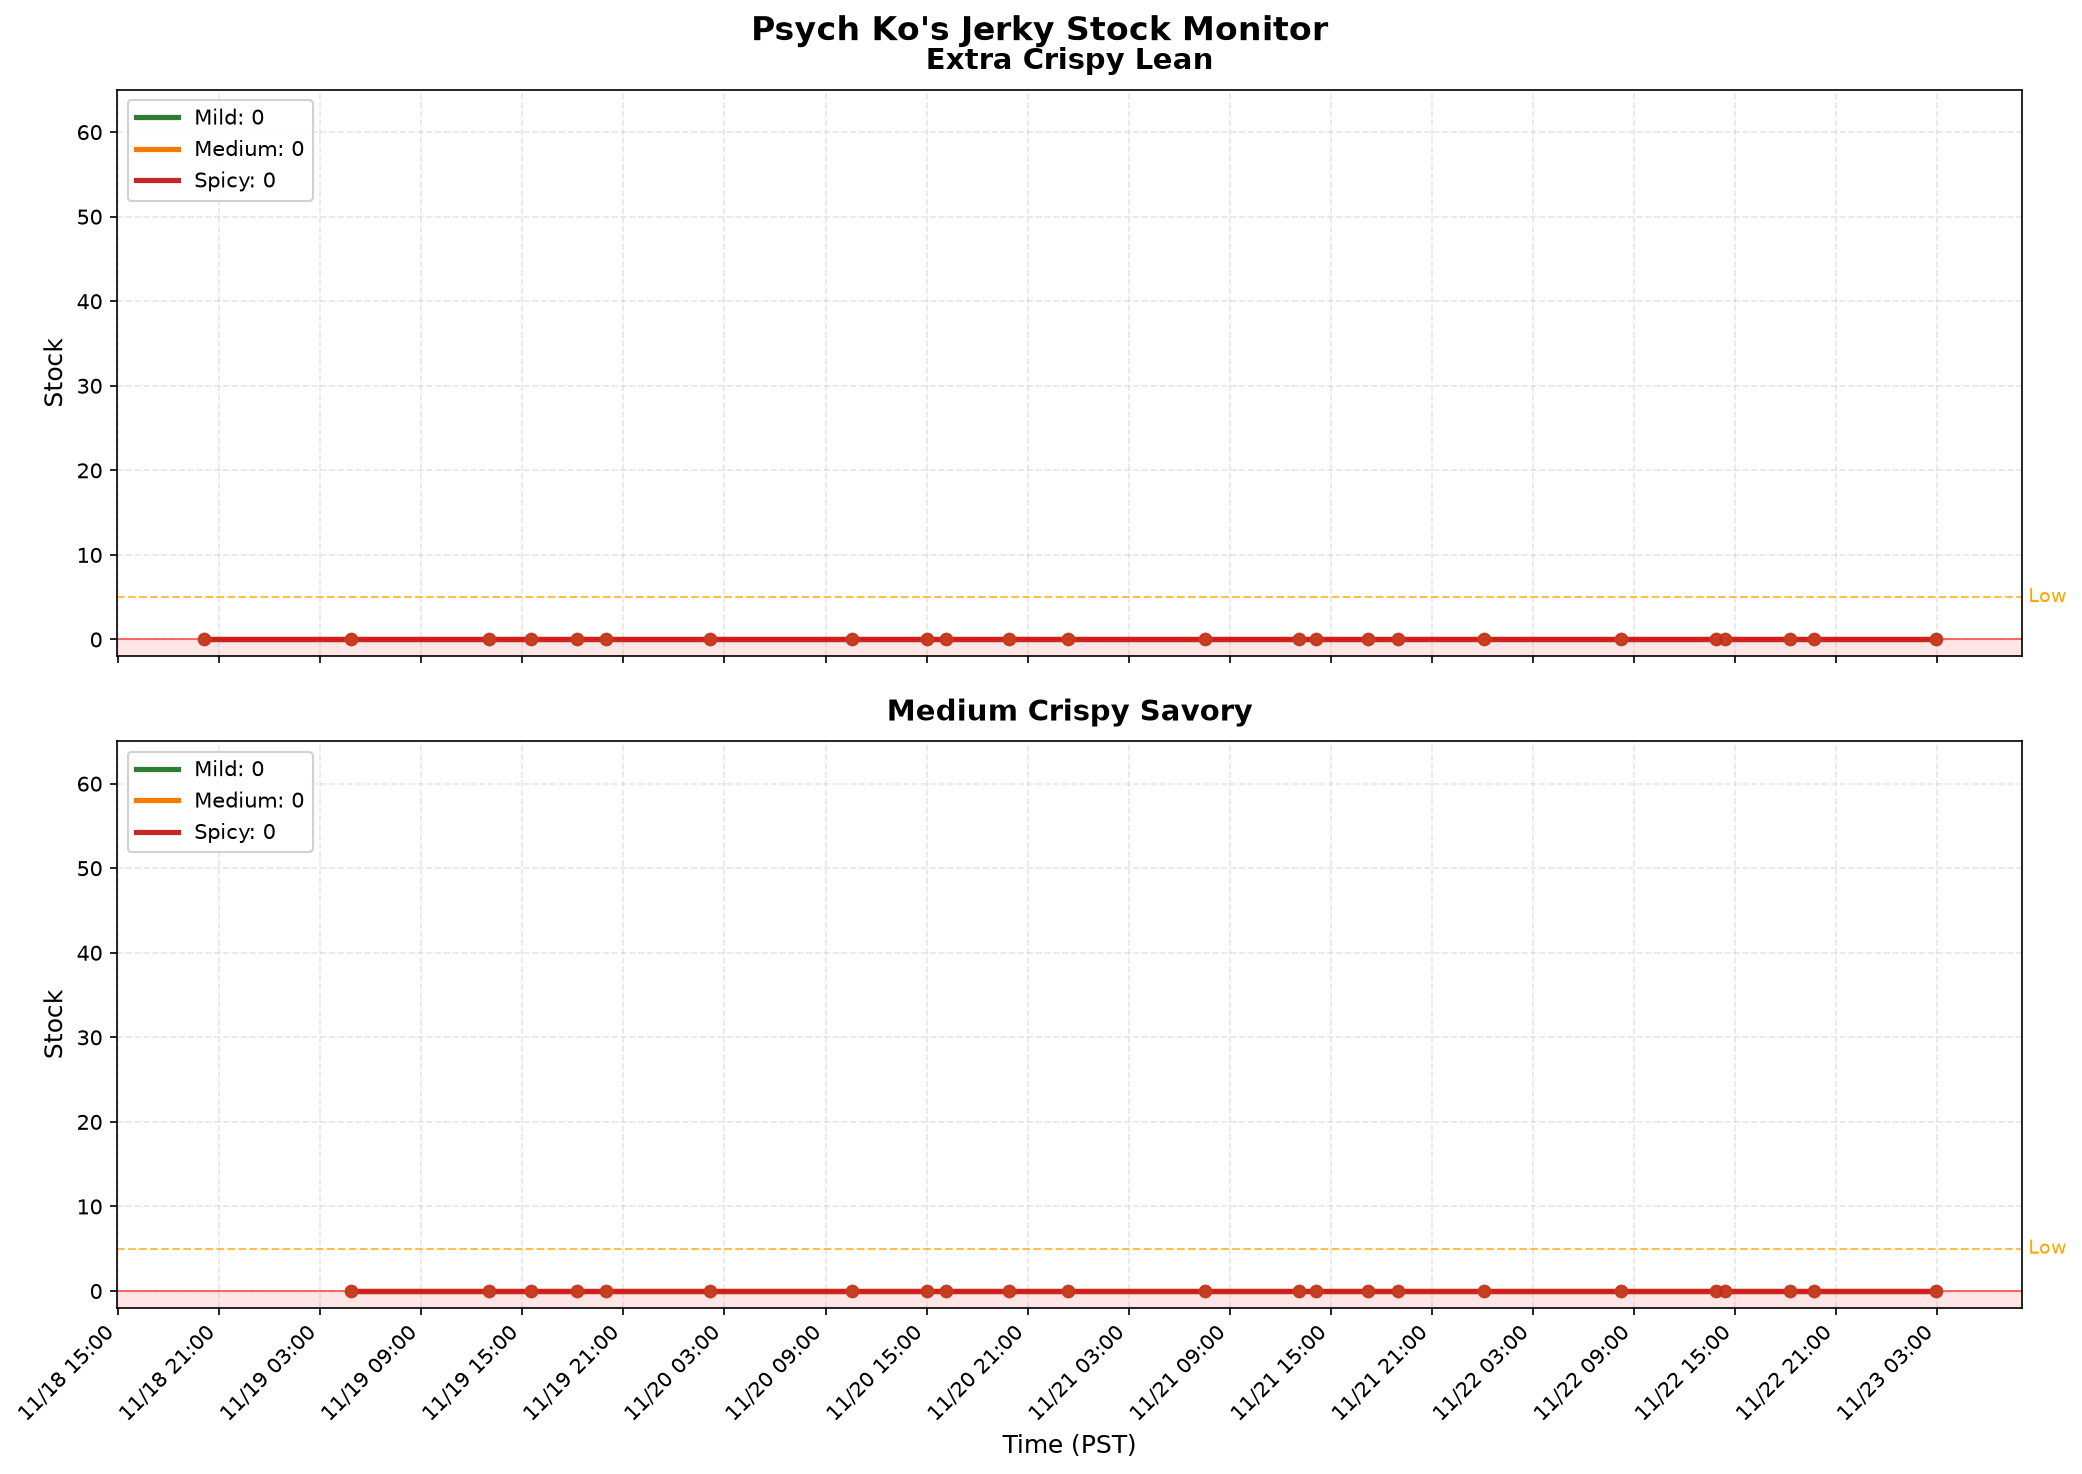 Psych Ko's Jerky Stock Monitor
Extra Crispy Lean
Mild: 0
Medium: 0
Spicy: 0
60
50
40
30
20
10
0
Stock
Low
Medium Crispy Savory
Mild: 0
Medium: 0
Spicy: 0
60
50
40
30
20
10
0
Stock
Low
11/18 15:00
11/18 21:00
11/19 03:00
11/19 09:00
11/19 15:00
11/19 21:00
11/20 03:00
11/20 09:00
11/20 15:00
11/20 21:00
11/21 03:00
11/21 09:00
11/21 15:00
11/21 21:00
11/22 03:00
11/22 09:00
11/22 15:00
11/22 21:00
11/23 03:00
Time (PST)